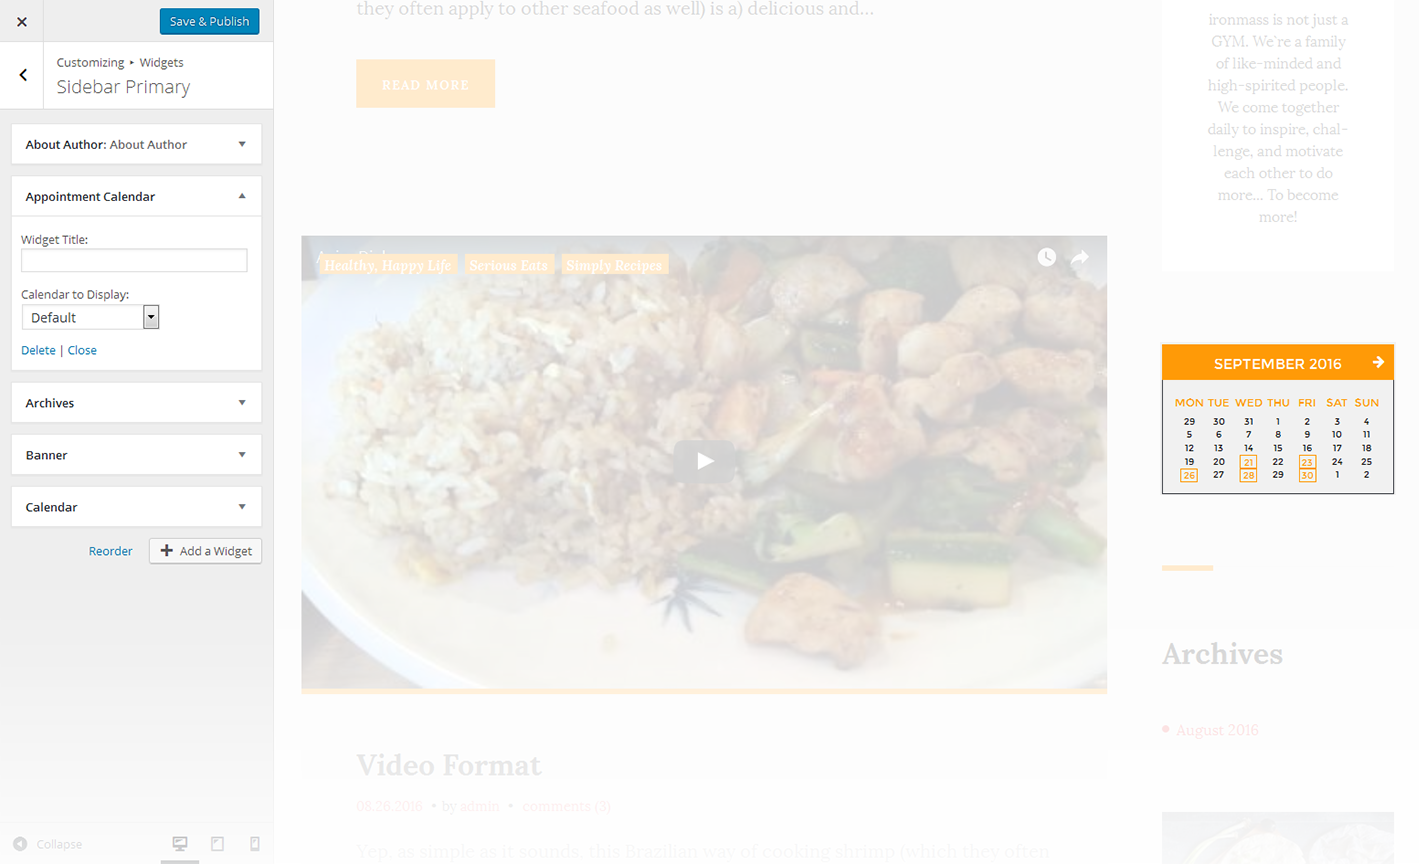 Save & Publish
Customizing ▸ Widgets
Sidebar Primary
About Author: About Author
Appointment Calendar
Widget Title:
Calendar to Display:
Default
Delete | Close
Archives
Banner
Calendar
Reorder
Add a Widget
Collapse
they often apply to other seafood as well) is a) delicious and...
READ MORE
Healthy, Happy Life Serious Eats Simply Recipes
Video Format
08.26.2016 • by admin • comments (3)
Yep, as simple as it sounds, this Brazilian way of cooking shrimp (which they often
ironmass is not just a
GYM. We`re a family
of like-minded and
high-spirited people.
We come together
daily to inspire, chal-
lenge, and motivate
each other to do
more... To become
more!
SEPTEMBER 2016
MON TUE WED THU FRI SAT SUN
29 30 31 1 2 3 4
5 6 7 8 9 10 11
12 13 14 15 16 17 18
19 20 21 22 23 24 25
26 27 28 29 30 1 2
Archives
August 2016